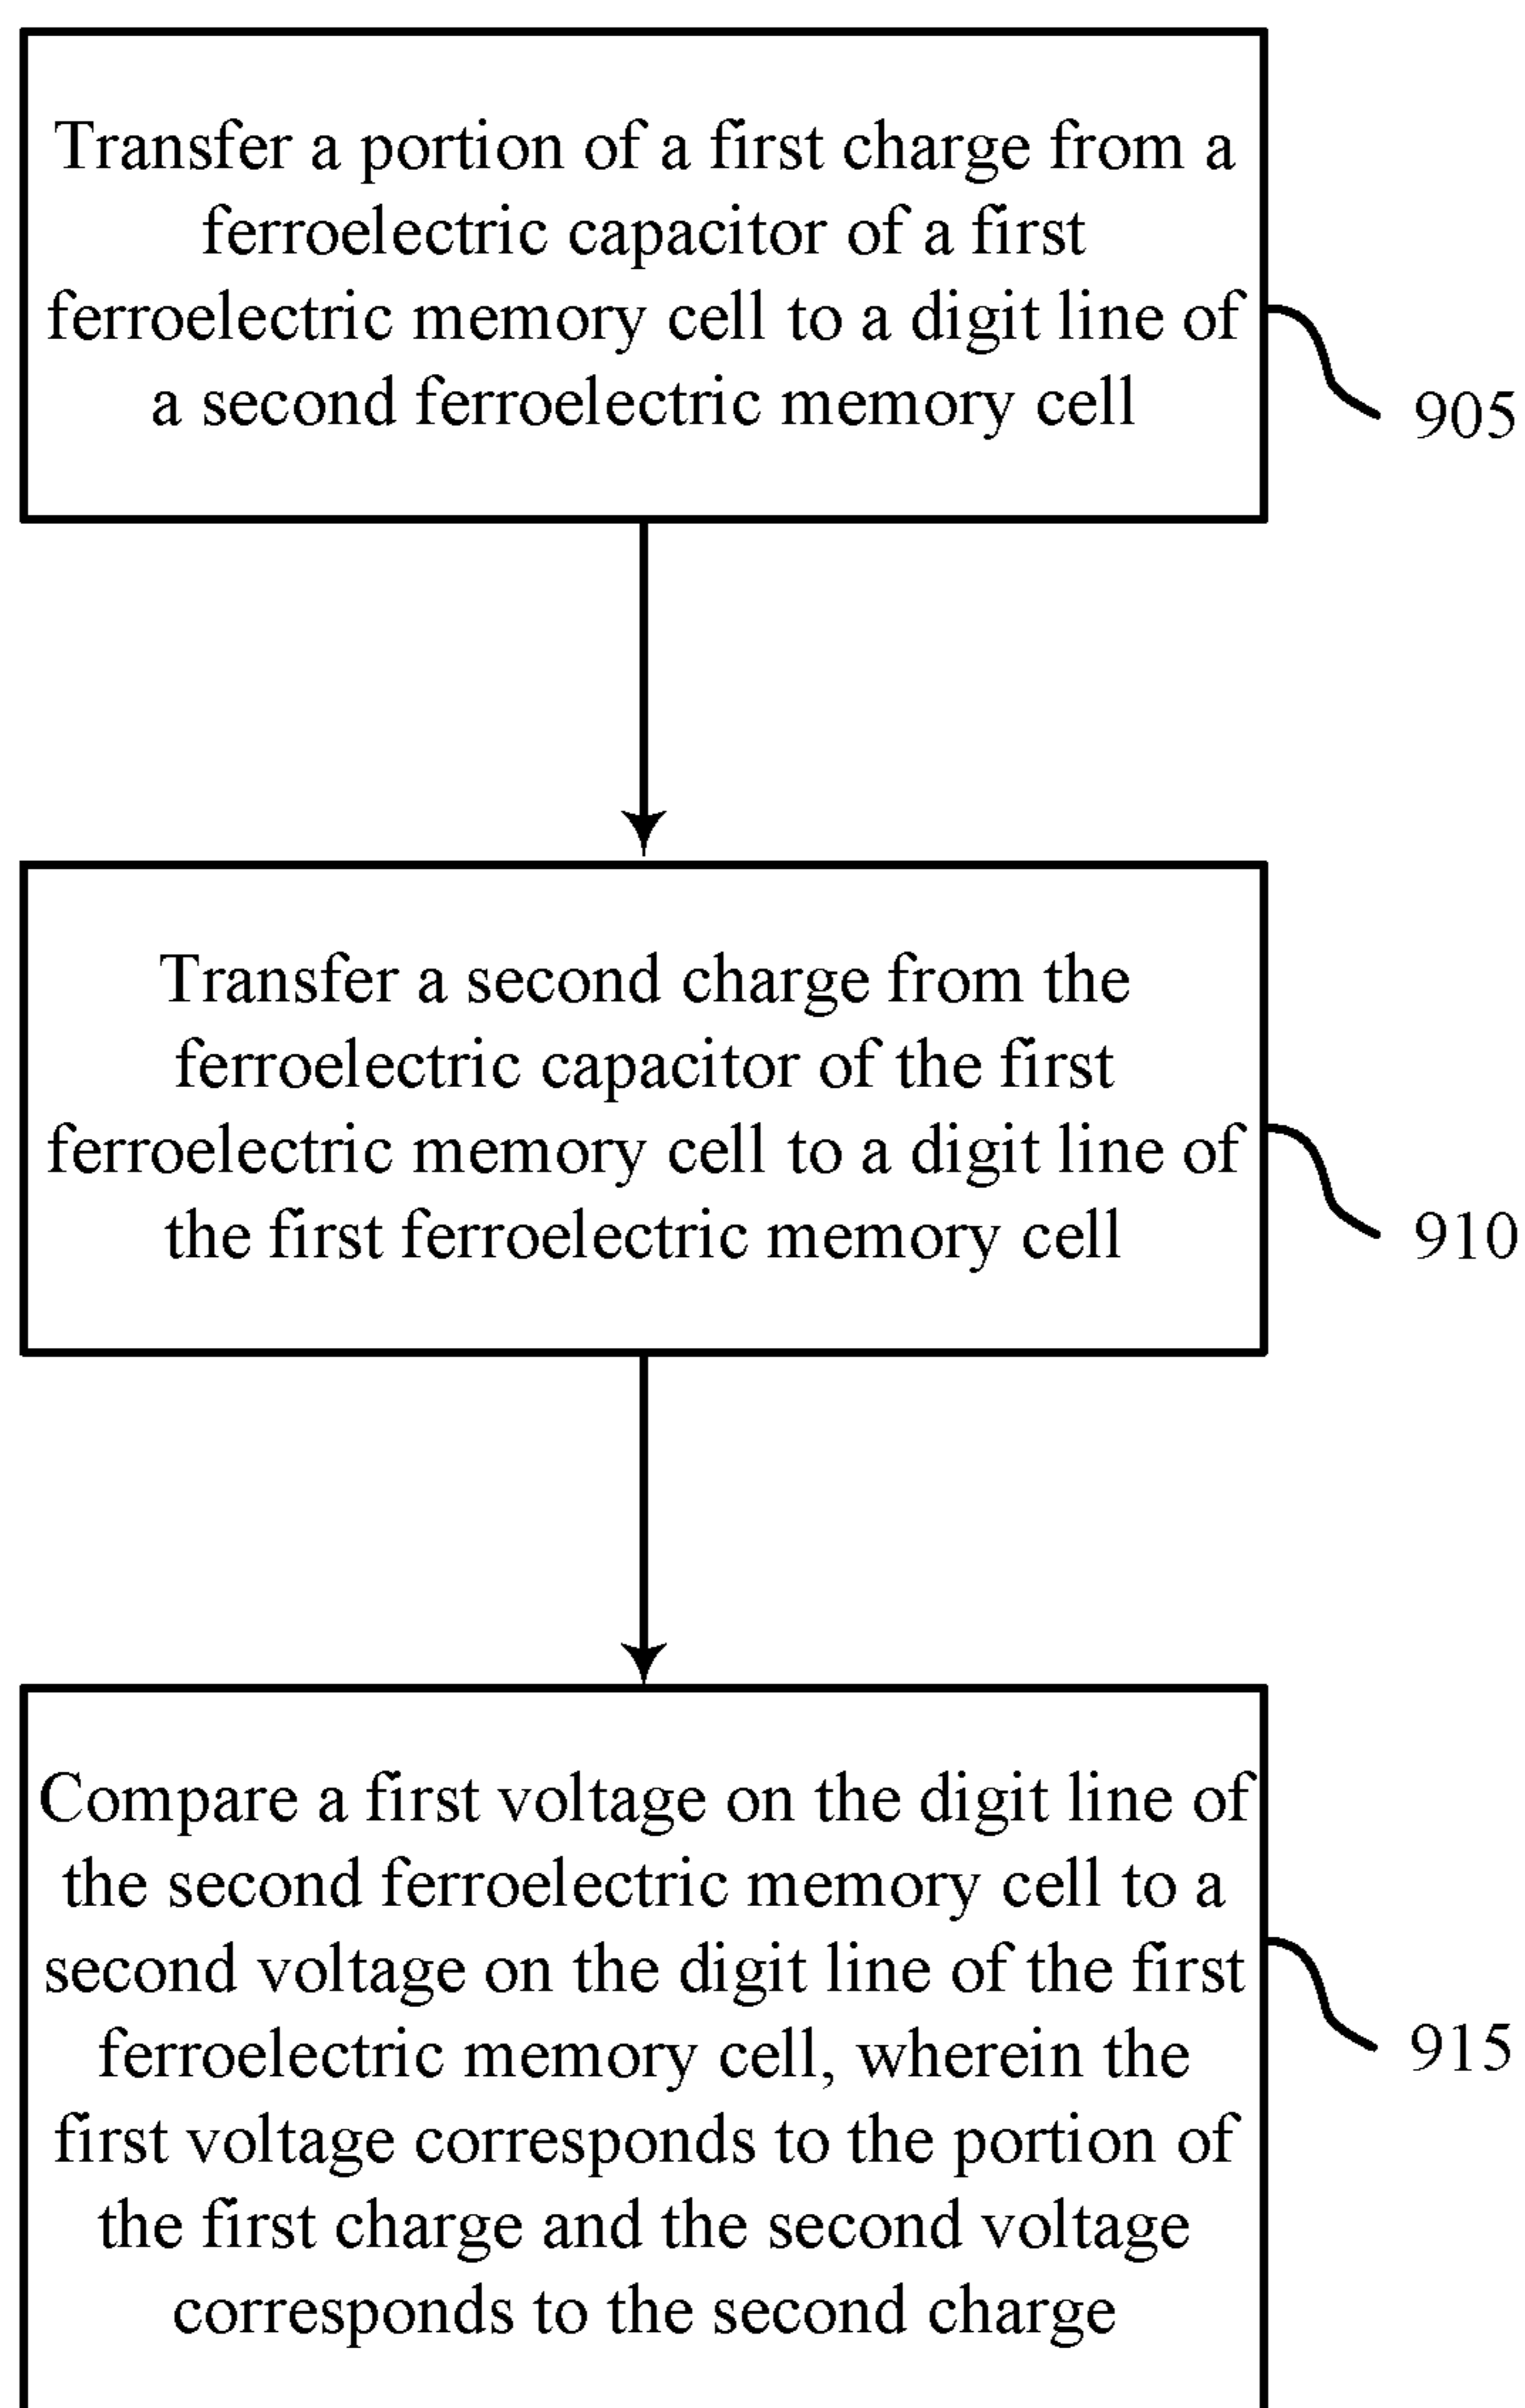 Transfer a portion of a first charge from a
ferroelectric capacitor of a first
ferroelectric memory cell to a digit line of
a second ferroelectric memory cell
905
Transfer a second charge from the
ferroelectric capacitor of the first
ferroelectric memory cell to a digit line of
the first ferroelectric memory cell
910
Compare a first voltage on the digit line of
the second ferroelectric memory cell to a
second voltage on the digit line of the first
ferroelectric memory cell, wherein the
first voltage corresponds to the portion of
the first charge and the second voltage
corresponds to the second charge
915